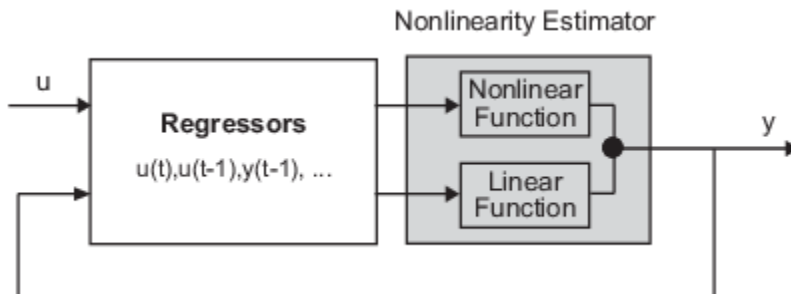 Nonlinearity Estimator
u
Regressors
u(t),u(t-1),y(t-1), ...
Nonlinear
Function
Linear
Function
y